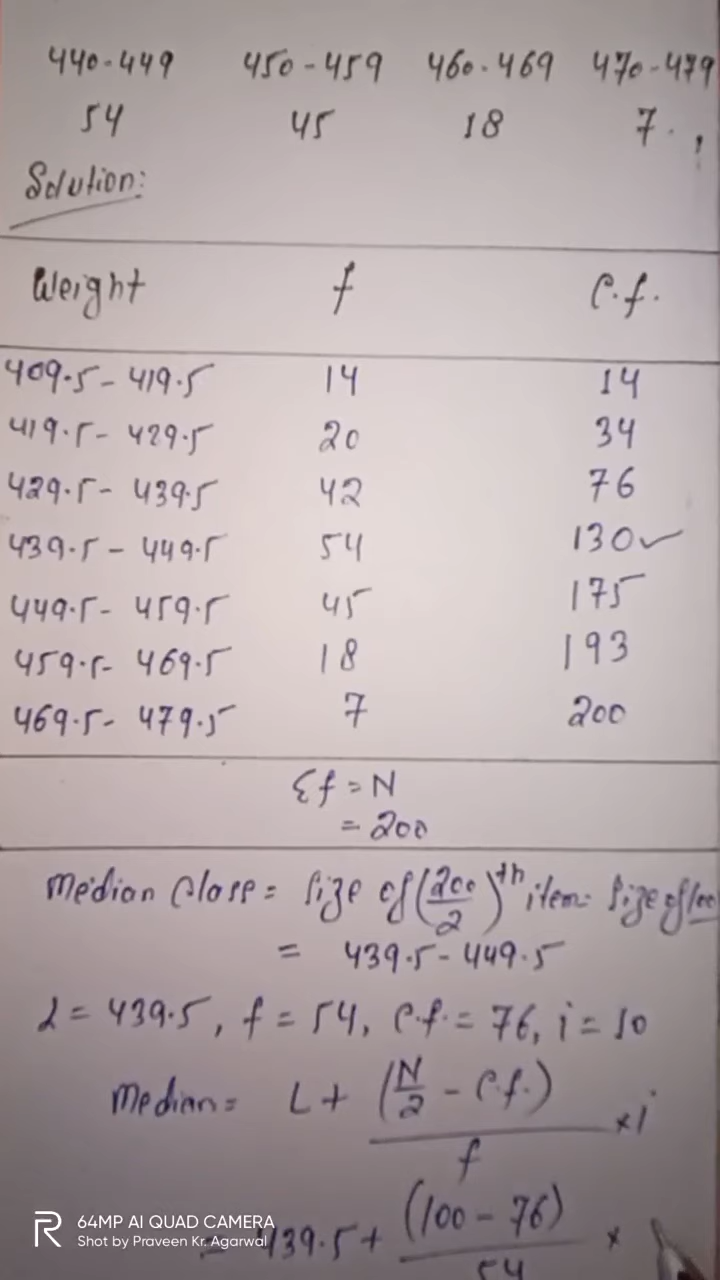 440-449 450-459 460-469 470-479
54 45 18 7.
Solution:
Weight f C.f.
409.5-419.5 14 14
419.5-429.5 20 34
429.5-439.5 42 76
439.5-449.5 54 130✓
449.5-459.5 45 175
459.5-469.5 18 193
469.5-479.5 7 200
Σf=N
=200
Median Class= Size of (200/2)th item= Size of 100
= 439.5-449.5
L=439.5, f=54, C.f.=76, i=10
Median= L+ (N/2 - C.f.)/f ×i
= 439.5+ (100-76)/54 ×
64MP AI QUAD CAMERA
Shot by Praveen Kr. Agarwal